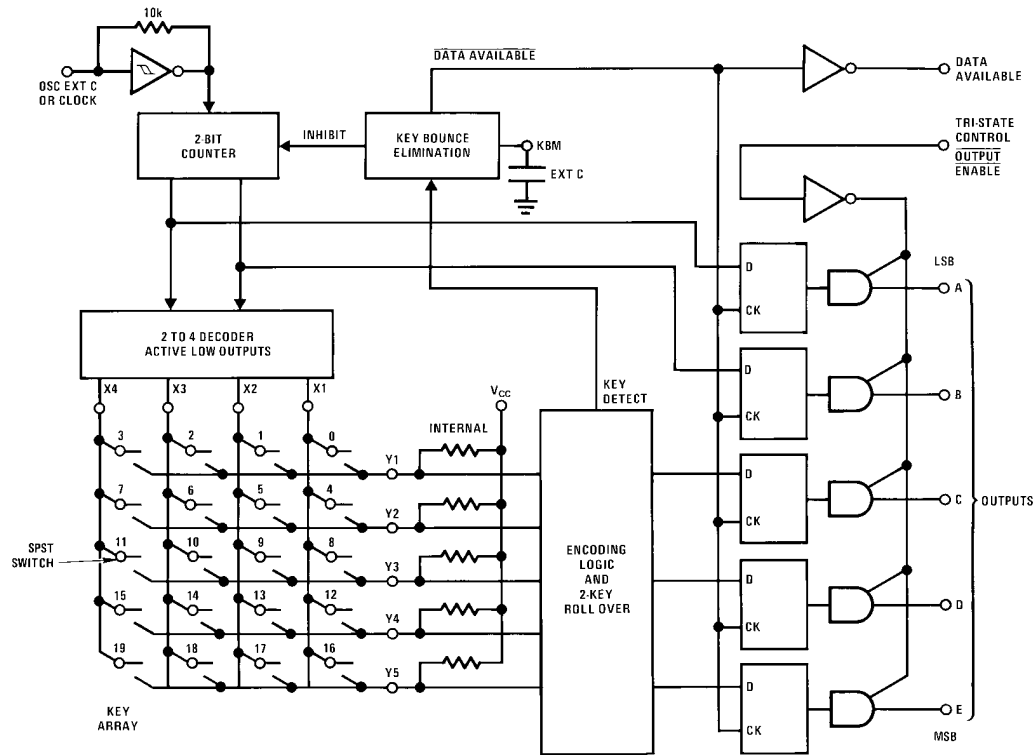 10k
OSC EXT C
OR CLOCK
DATA AVAILABLE
DATA
AVAILABLE
2-BIT
COUNTER
INHIBIT
KEY BOUNCE
ELIMINATION
KBM
EXT C
TRI-STATE
CONTROL
OUTPUT
ENABLE
D
CK
LSB
A
2 TO 4 DECODER
ACTIVE LOW OUTPUTS
X4
X3
X2
X1
VCC
KEY
DETECT
D
CK
B
INTERNAL
3
2
1
0
Y1
7
6
5
4
Y2
D
CK
C
OUTPUTS
SPST
SWITCH
11
10
9
8
Y3
ENCODING
LOGIC
AND
2-KEY
ROLL OVER
15
14
13
12
Y4
D
CK
D
19
18
17
16
Y5
KEY
ARRAY
D
CK
E
MSB